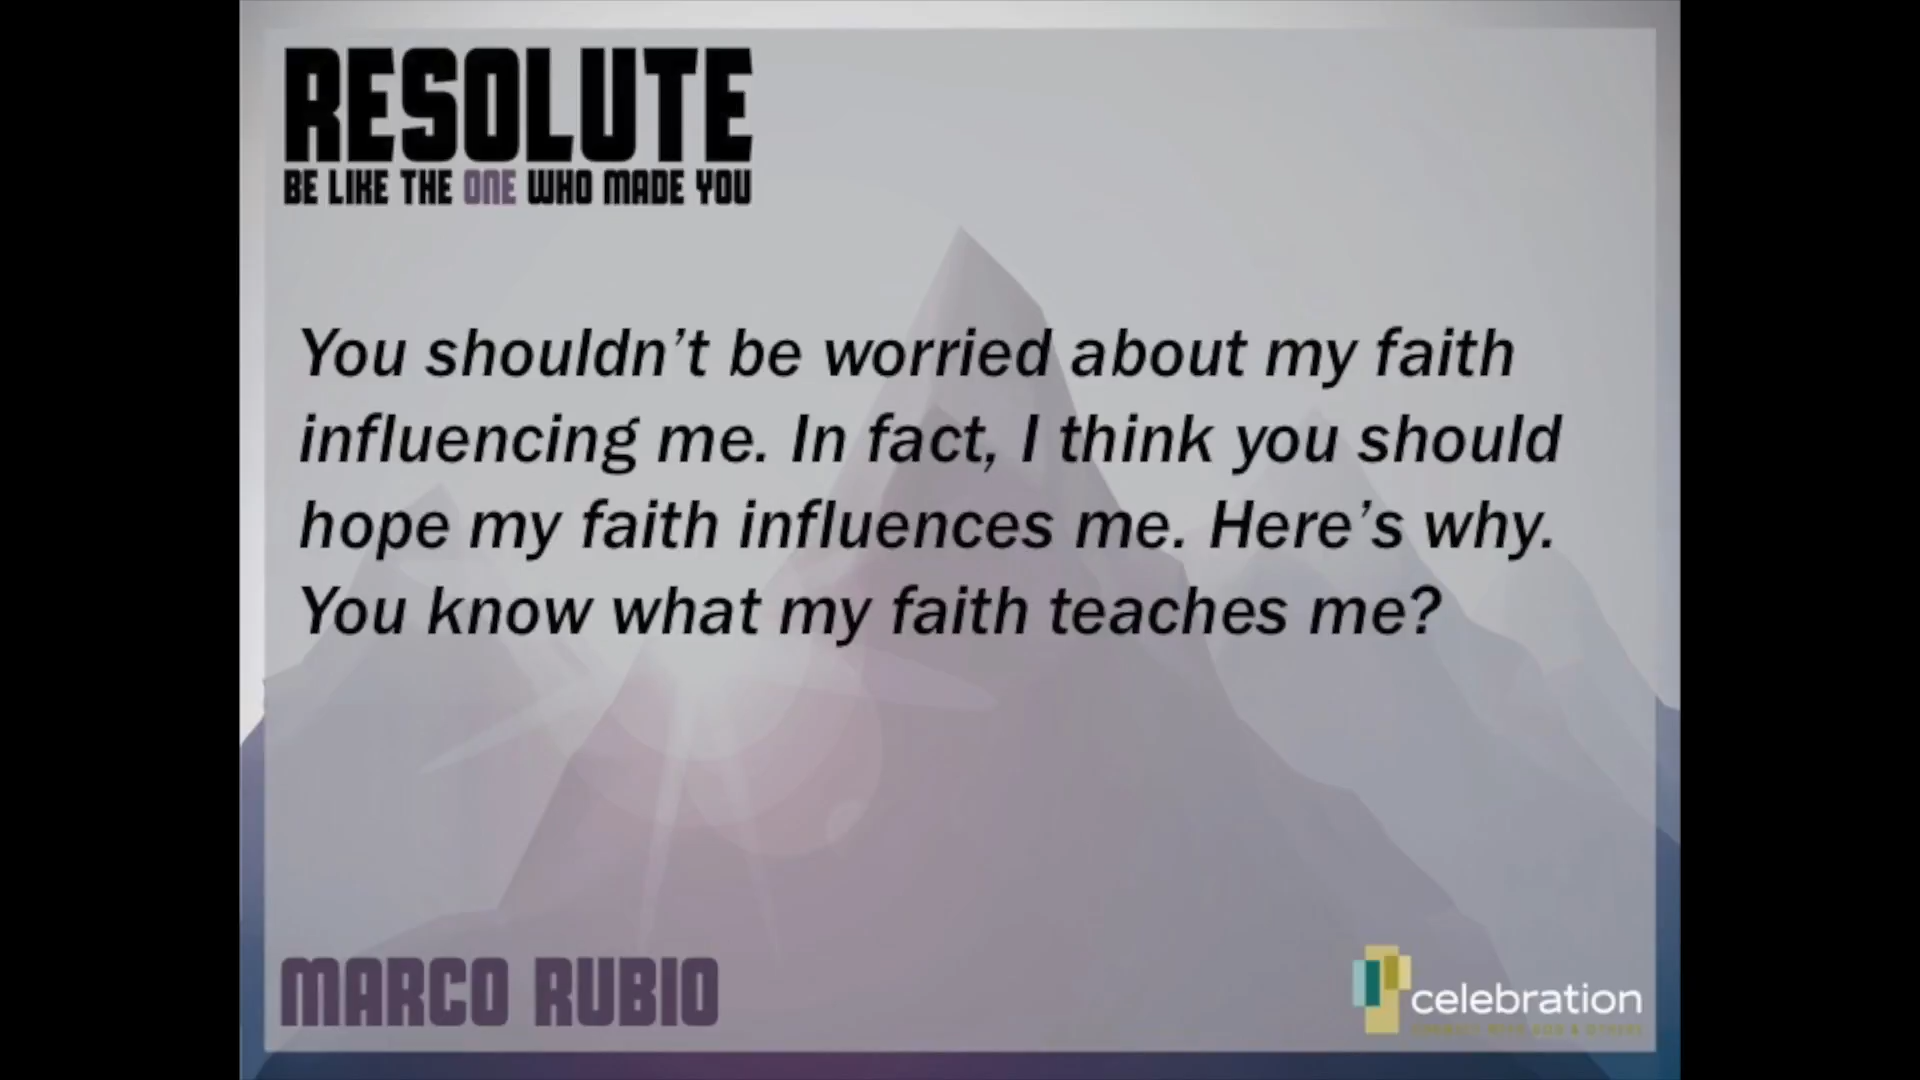 RESOLUTE
BE LIKE THE ONE WHO MADE YOU
You shouldn’t be worried about my faith
influencing me. In fact, I think you should
hope my faith influences me. Here’s why.
You know what my faith teaches me?
MARCO RUBIO
celebration